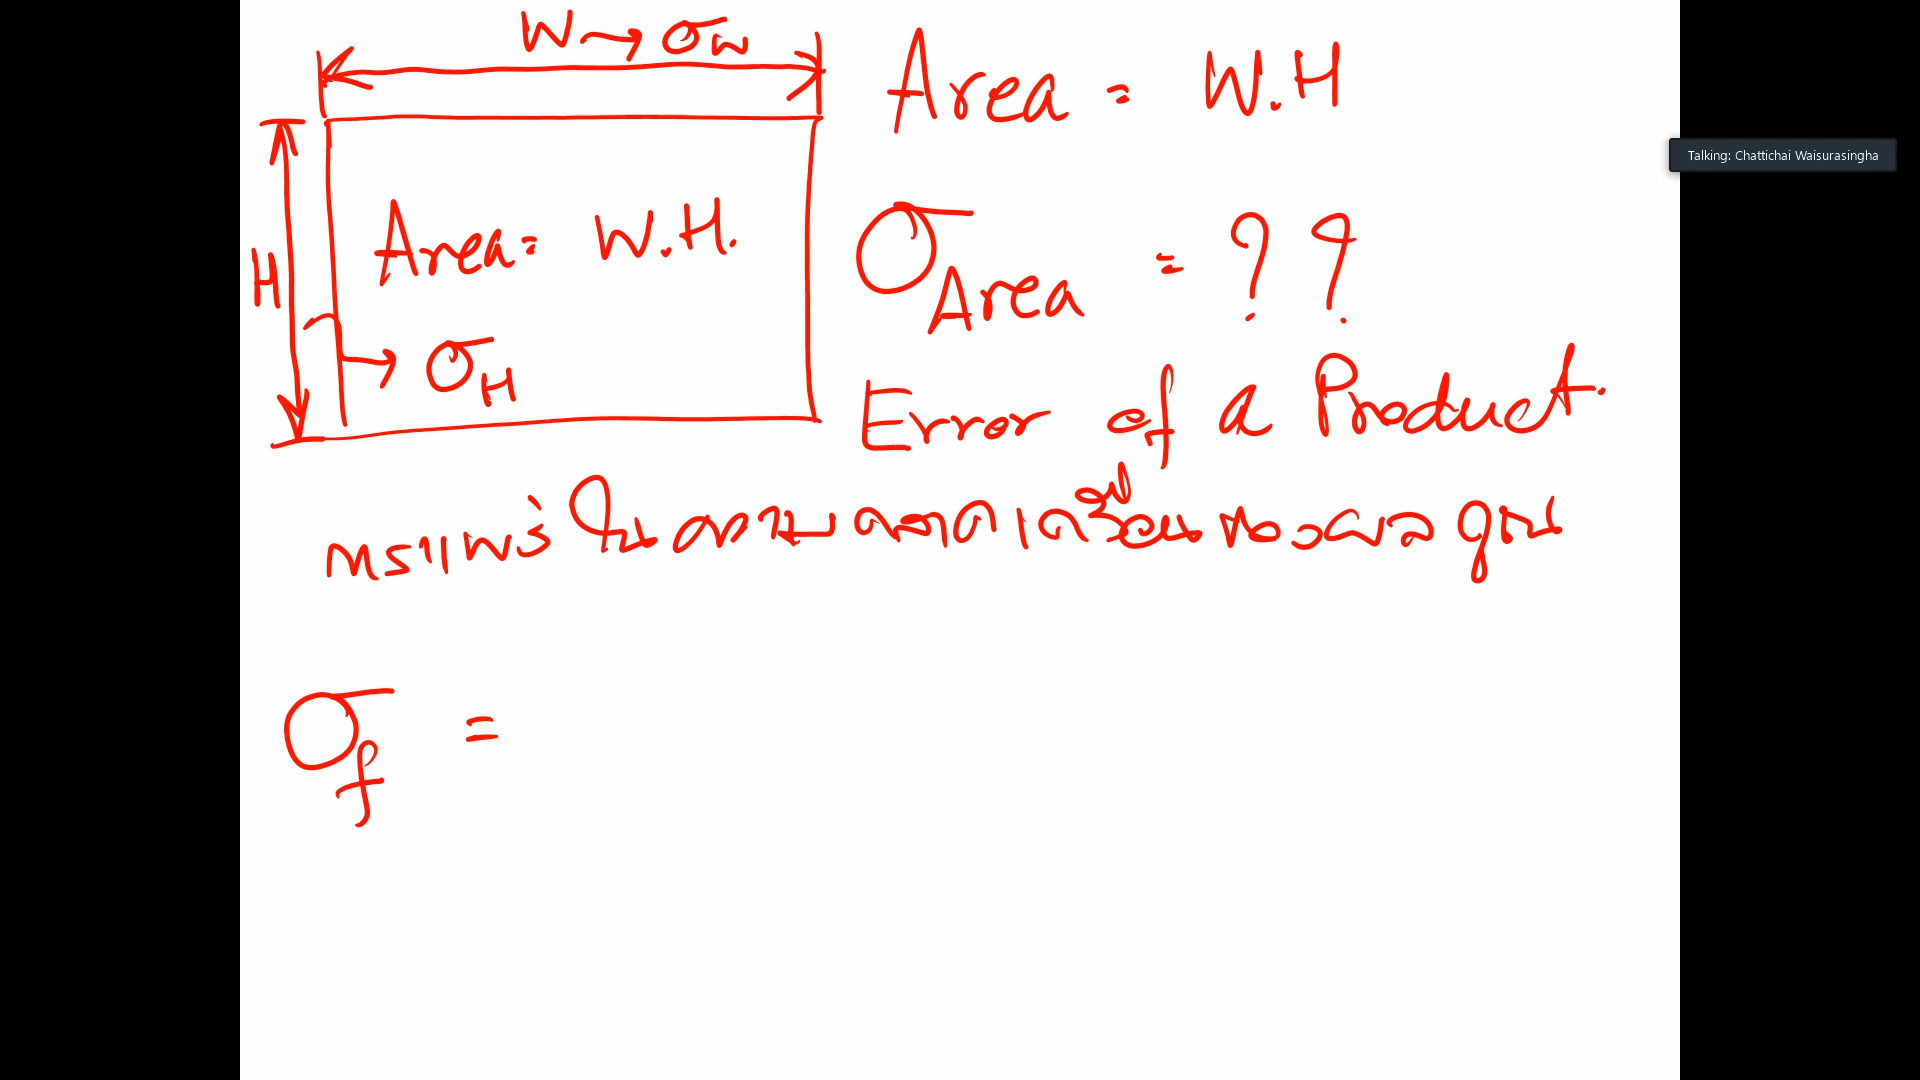 W → σw
Area = W.H
Talking: Chattichai Waisurasingha
H
Area = W.H.
σArea = ??
→ σH
Error of a Product.
การแพร่ในความคลาดเคลื่อนของผลคูณ
σf =